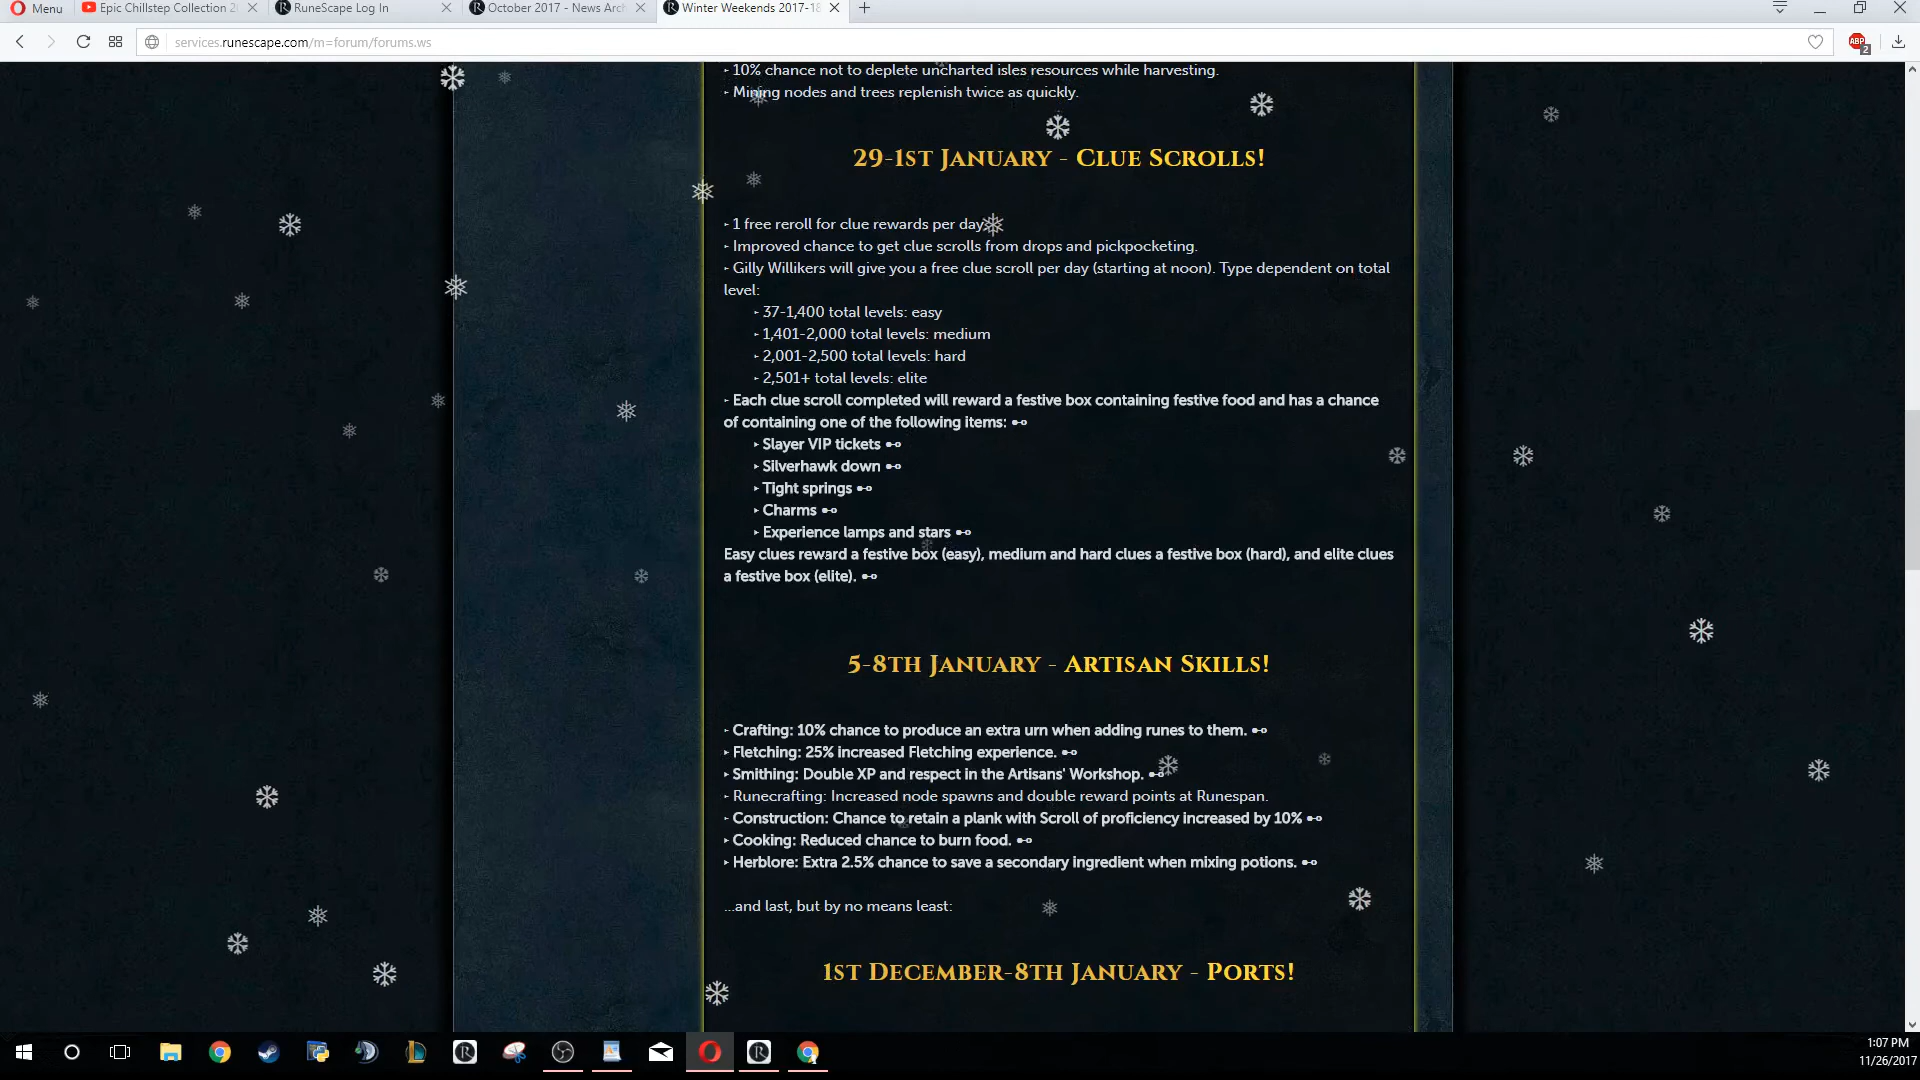 Menu
Epic Chillstep Collection 2
RuneScape Log In
October 2017 - News Arch
Winter Weekends 2017-18
services.runescape.com/m=forum/forums.ws
ABP
2
‣ 10% chance not to deplete uncharted isles resources while harvesting.
‣ Mining nodes and trees replenish twice as quickly.
29-1st January - Clue Scrolls!
‣ 1 free reroll for clue rewards per day
‣ Improved chance to get clue scrolls from drops and pickpocketing.
‣ Gilly Willikers will give you a free clue scroll per day (starting at noon). Type dependent on total
level:
‣ 37-1,400 total levels: easy
‣ 1,401-2,000 total levels: medium
‣ 2,001-2,500 total levels: hard
‣ 2,501+ total levels: elite
‣ Each clue scroll completed will reward a festive box containing festive food and has a chance
of containing one of the following items:
‣ Slayer VIP tickets
‣ Silverhawk down
‣ Tight springs
‣ Charms
‣ Experience lamps and stars
Easy clues reward a festive box (easy), medium and hard clues a festive box (hard), and elite clues
a festive box (elite).
5-8th January - Artisan Skills!
‣ Crafting: 10% chance to produce an extra urn when adding runes to them.
‣ Fletching: 25% increased Fletching experience.
‣ Smithing: Double XP and respect in the Artisans' Workshop.
‣ Runecrafting: Increased node spawns and double reward points at Runespan.
‣ Construction: Chance to retain a plank with Scroll of proficiency increased by 10%
‣ Cooking: Reduced chance to burn food.
‣ Herblore: Extra 2.5% chance to save a secondary ingredient when mixing potions.
...and last, but by no means least:
1st December-8th January - Ports!
1:07 PM
11/26/2017